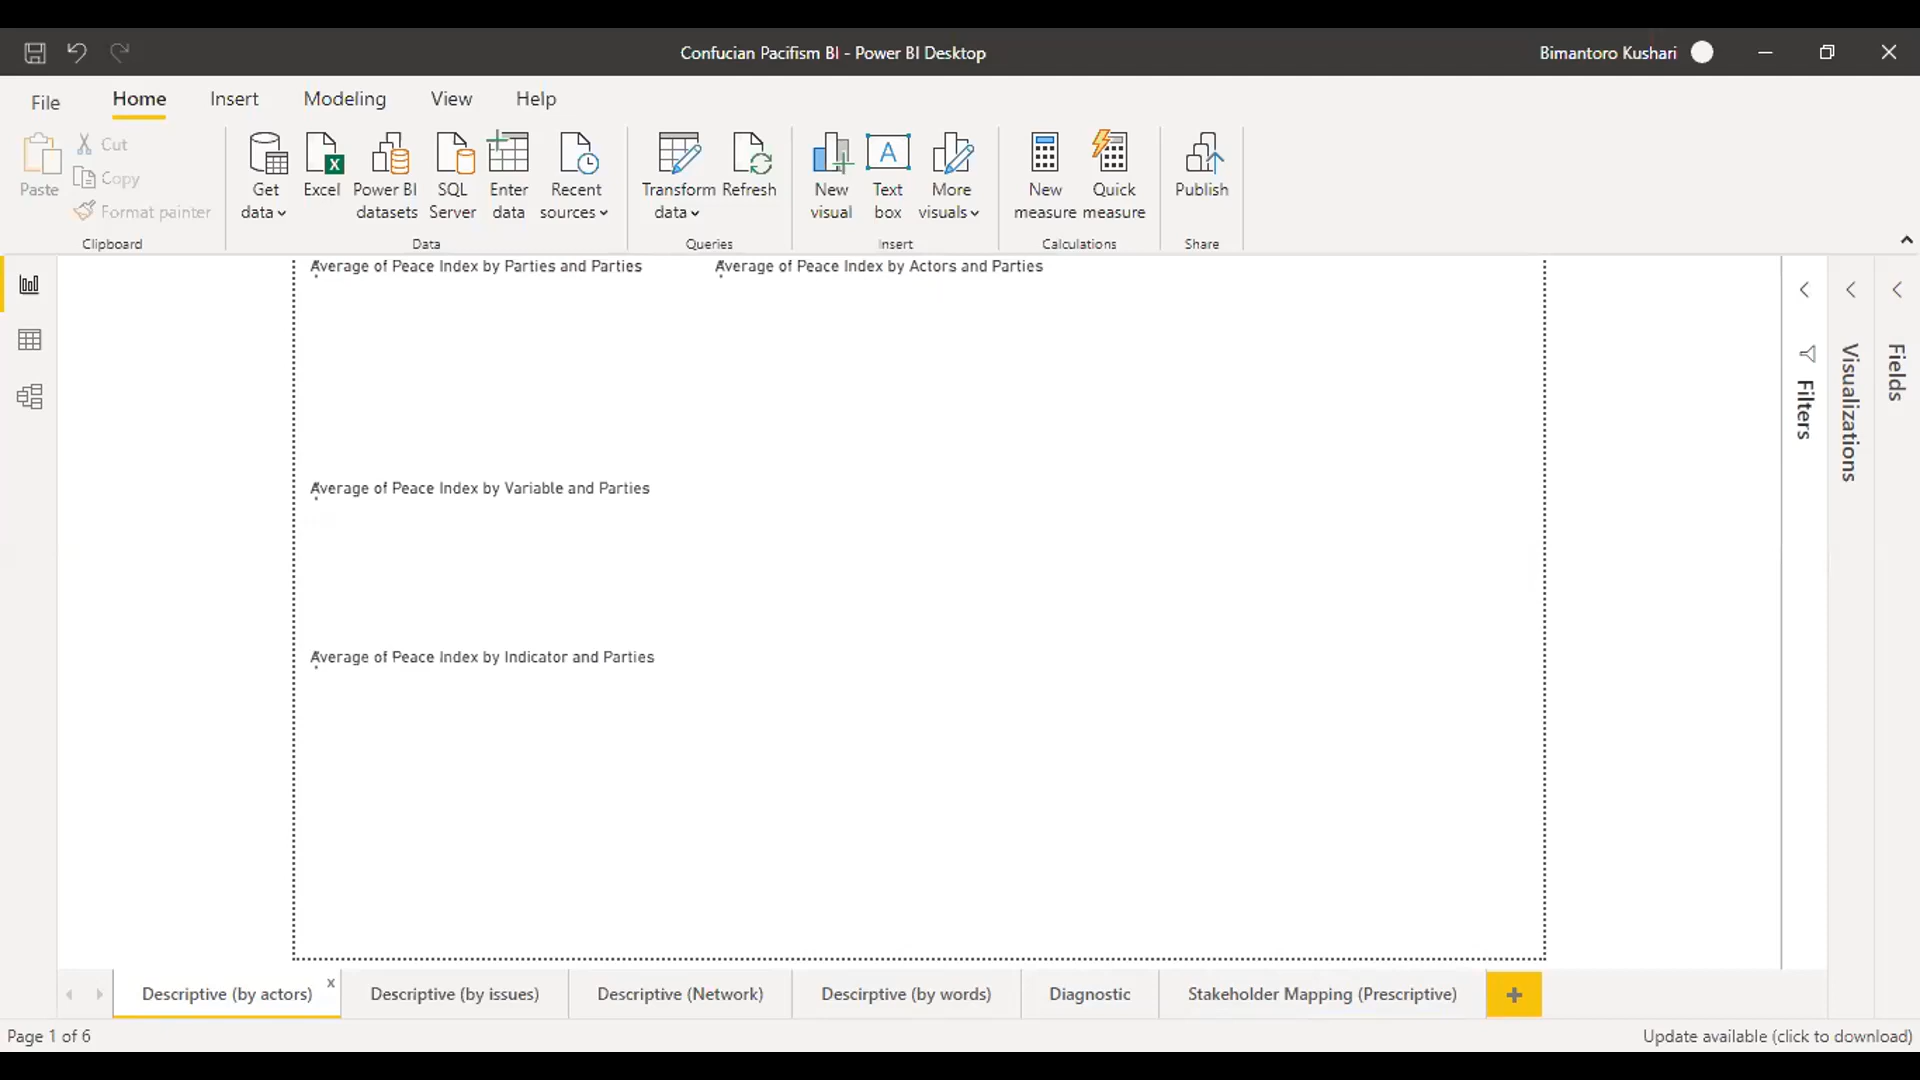 Confucian Pacifism BI - Power BI Desktop
Bimantoro Kushari
File
Home
Insert
Modeling
View
Help
Paste
Cut
Copy
Format painter
Clipboard
Get
data
Excel
Power BI
datasets
SQL
Server
Enter
data
Recent
sources
Data
Transform
data
Refresh
Queries
New
visual
Text
box
More
visuals
Insert
New
measure
Quick
measure
Calculations
Publish
Share
Average of Peace Index by Parties and Parties
Average of Peace Index by Actors and Parties
Average of Peace Index by Variable and Parties
Average of Peace Index by Indicator and Parties
Filters
Visualizations
Fields
Descriptive (by actors)
Descriptive (by issues)
Descriptive (Network)
Descirptive (by words)
Diagnostic
Stakeholder Mapping (Prescriptive)
Page 1 of 6
Update available (click to download)